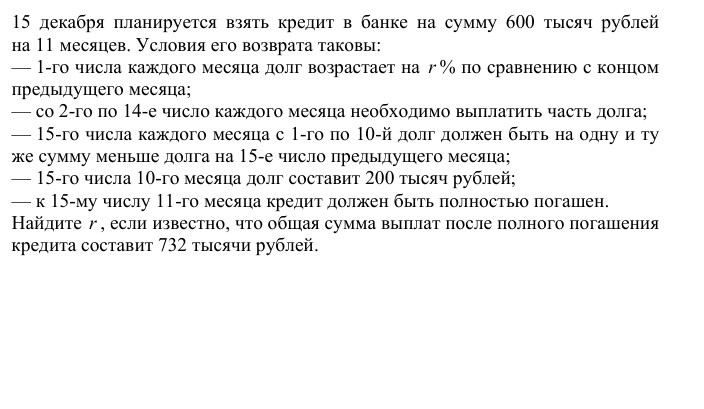 15 декабря планируется взять кредит в банке на сумму 600 тысяч рублей
на 11 месяцев. Условия его возврата таковы:
— 1-го числа каждого месяца долг возрастает на r % по сравнению с концом
предыдущего месяца;
— со 2-го по 14-е число каждого месяца необходимо выплатить часть долга;
— 15-го числа каждого месяца с 1-го по 10-й долг должен быть на одну и ту
же сумму меньше долга на 15-е число предыдущего месяца;
— 15-го числа 10-го месяца долг составит 200 тысяч рублей;
— к 15-му числу 11-го месяца кредит должен быть полностью погашен.
Найдите r , если известно, что общая сумма выплат после полного погашения
кредита составит 732 тысячи рублей.